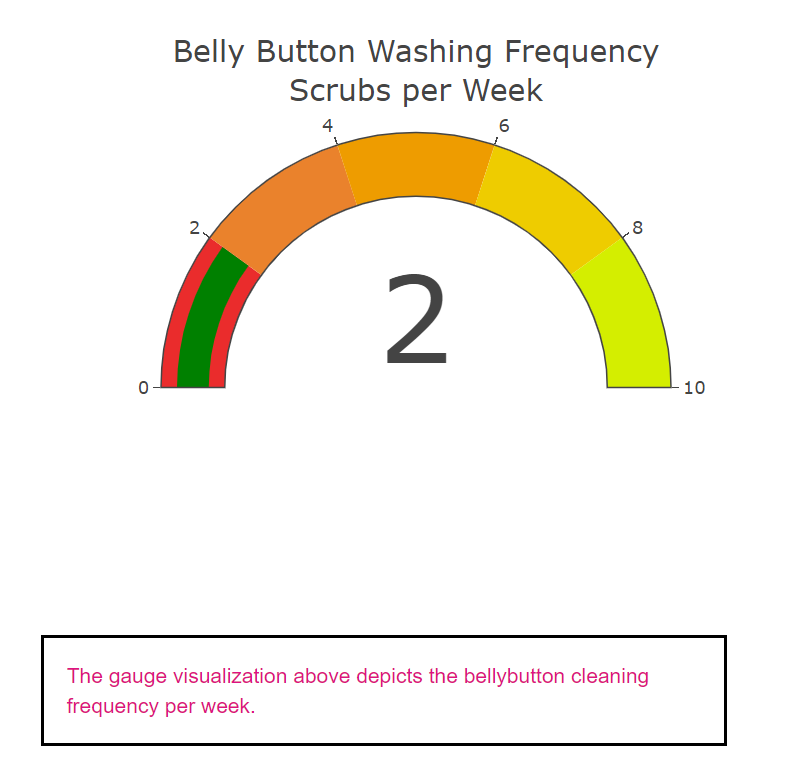 Belly Button Washing Frequency
Scrubs per Week
4
6
2
8
2
0
10
The gauge visualization above depicts the bellybutton cleaning
frequency per week.